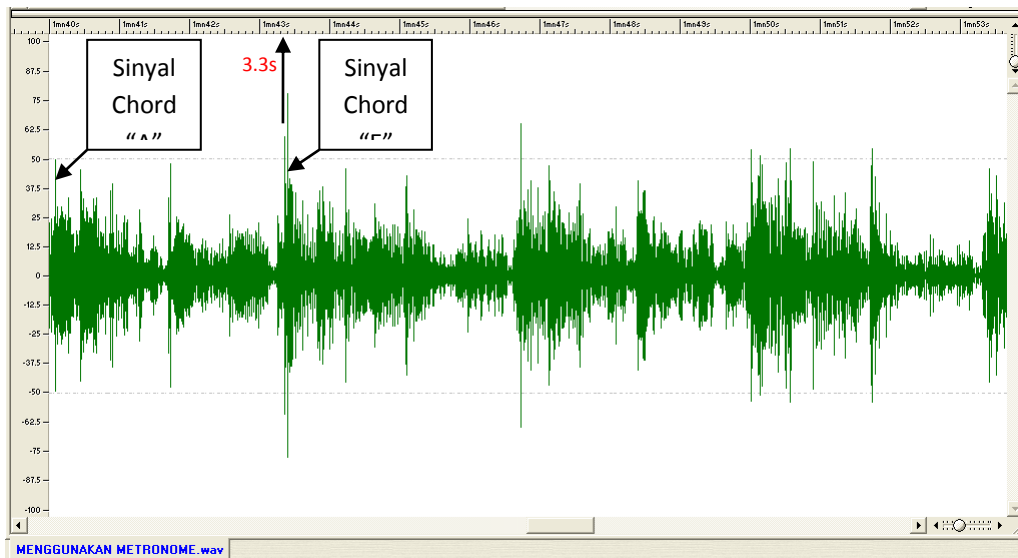 1mn40s 1mn41s 1mn42s 1mn43s 1mn44s 1mn45s 1mn46s 1mn47s 1mn48s 1mn49s 1mn50s 1mn51s 1mn52s 1mn53s
100
87.5
75
62.5
50
37.5
25
12.5
0
-12.5
-25
-37.5
-50
-62.5
-75
-87.5
-100
Sinyal
Chord
3.3s
Sinyal
Chord
MENGGUNAKAN METRONOME.wav